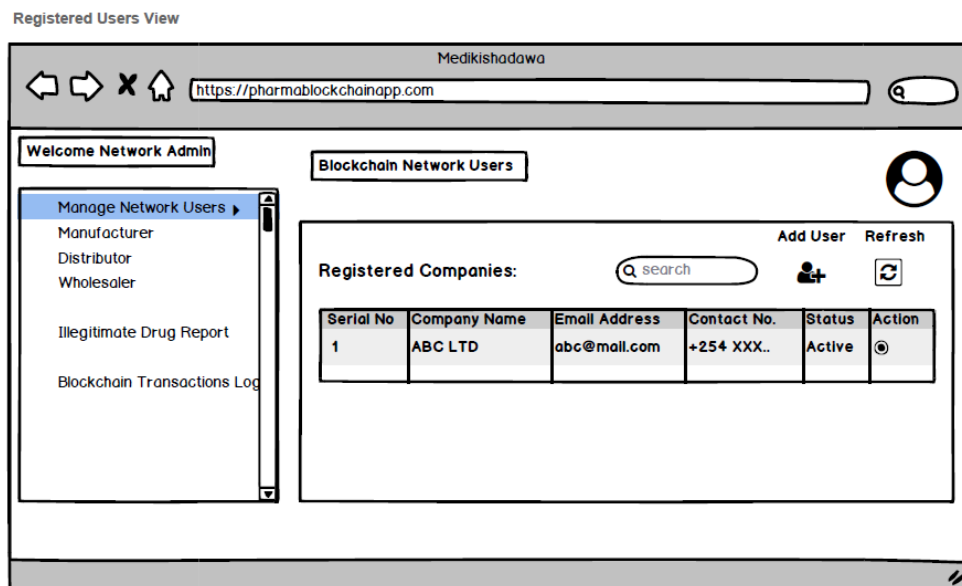 Registered Users View
Medikishadawa
https://pharmablockchainapp.com
Welcome Network Admin
Manage Network Users
Manufacturer
Distributor
Wholesaler
Illegitimate Drug Report
Blockchain Transactions Log
Blockchain Network Users
Add User Refresh
Registered Companies: search
Serial No Company Name Email Address Contact No. Status Action
1 ABC LTD abc@mail.com +254 XXX.. Active